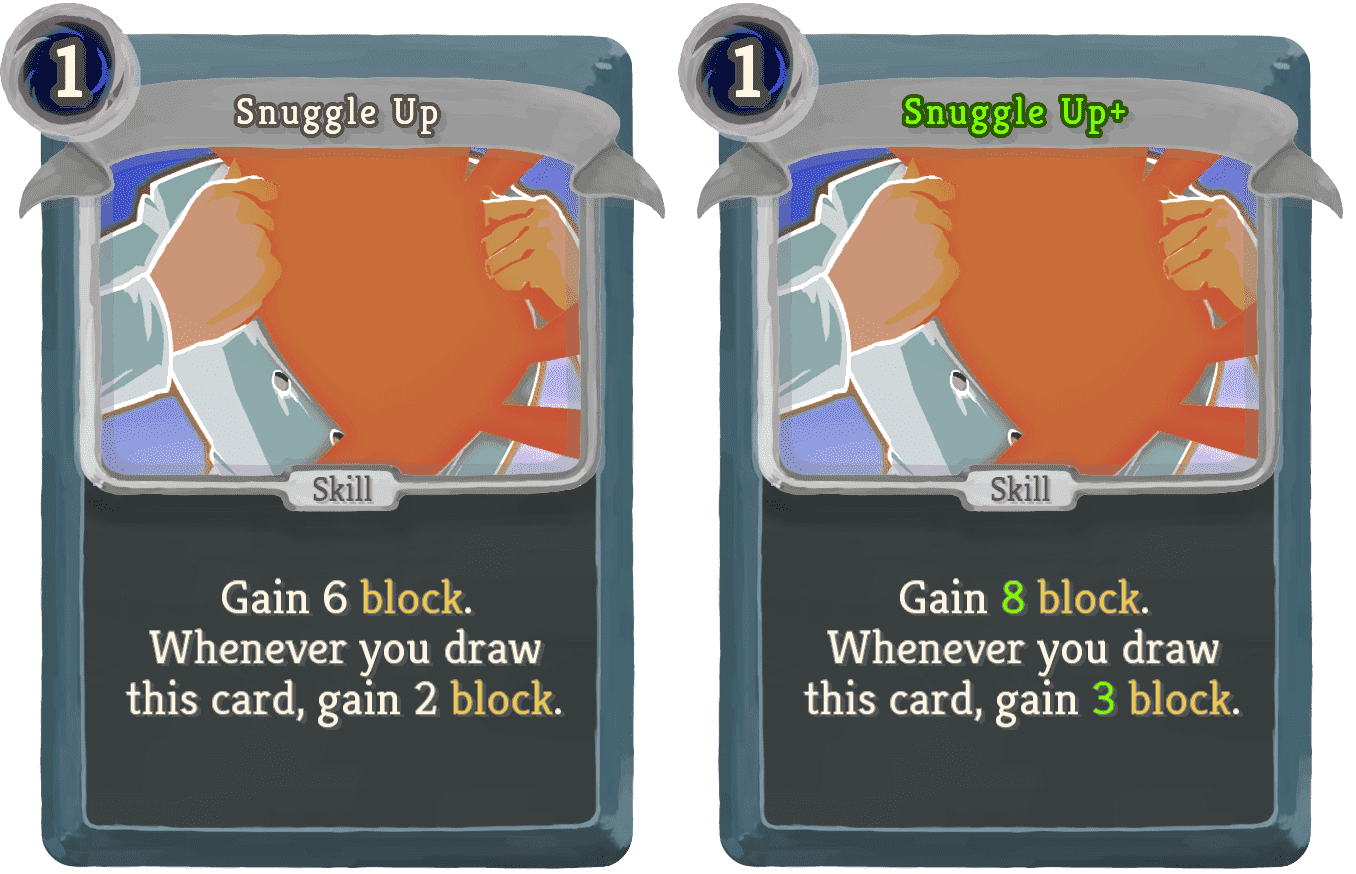 1
Snuggle Up
Skill
Gain 6 block.
Whenever you draw
this card, gain 2 block.
1
Snuggle Up+
Skill
Gain 8 block.
Whenever you draw
this card, gain 3 block.